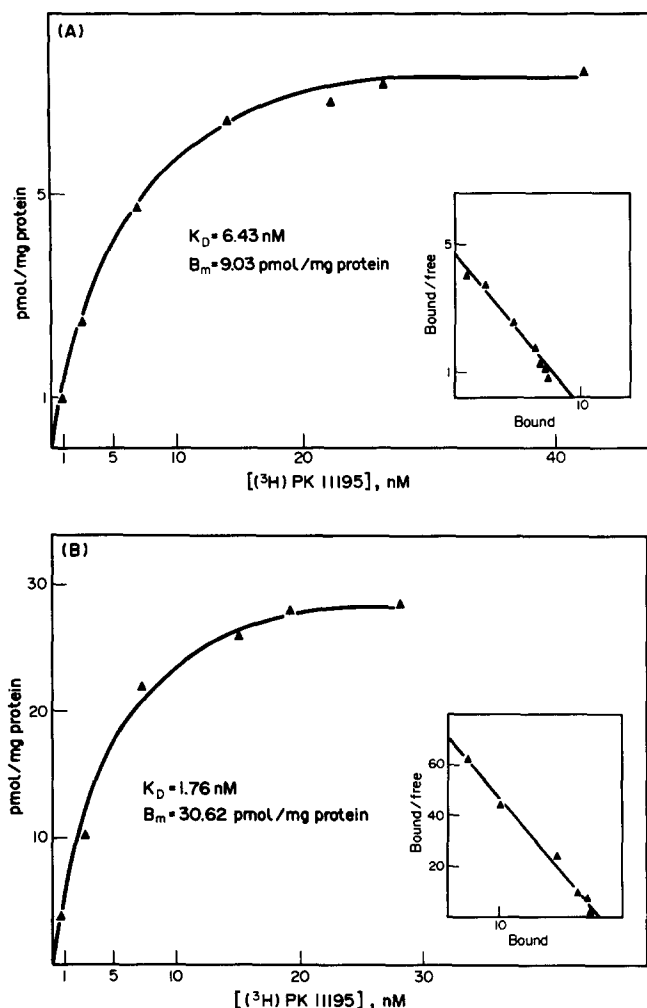 (A)
pmol/mg protein
5
1
K_D = 6.43 nM
B_m = 9.03 pmol/mg protein
Bound/free
5
1
10
Bound
1 5 10 20 40
[(³H) PK 11195], nM
(B)
pmol/mg protein
30
20
10
K_D = 1.76 nM
B_m = 30.62 pmol/mg protein
Bound/free
60
40
20
10
Bound
1 5 10 20 30
[(³H) PK 11195], nM